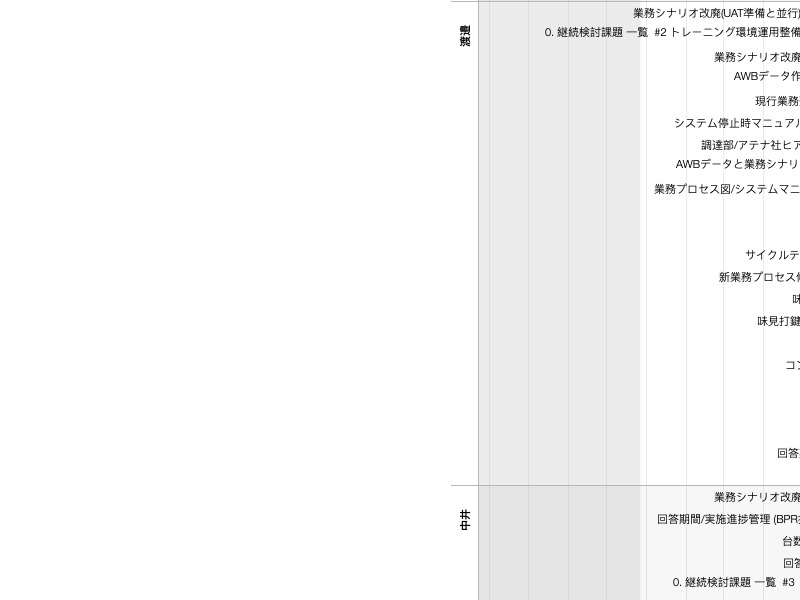 渡邊
業務シナリオ改廃(UAT準備と並行)
0. 継続検討課題 一覧 #2 トレーニング環境運用整備
業務シナリオ改廃
AWBデータ作
現行業務
システム停止時マニュアル
調達部/アテナ社ヒア
AWBデータと業務シナリ
業務プロセス図/システムマニ
サイクルテ
新業務プロセス
味見打鍵
コン
回答
中井
業務シナリオ改廃
回答期間/実施進捗管理 (BPR
台数
回答
0. 継続検討課題 一覧 #3